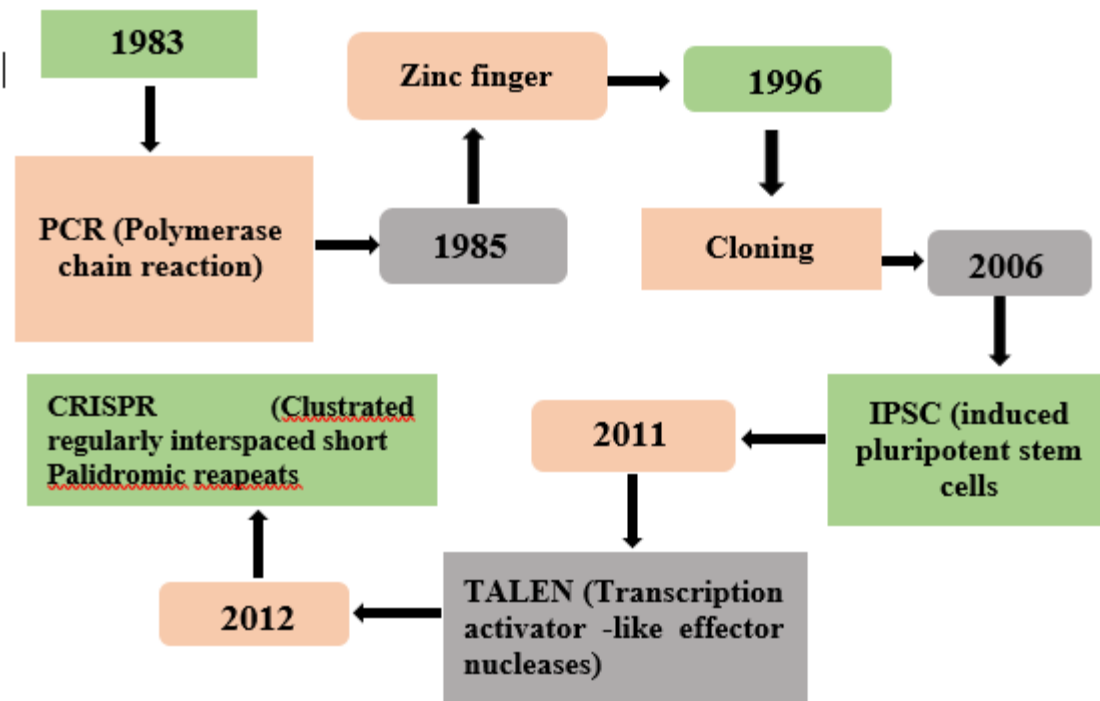 1983
PCR (Polymerase
chain reaction)
1985
Zinc finger
1996
Cloning
2006
IPSC (induced
pluripotent stem
cells
2011
TALEN (Transcription
activator -like effector
nucleases)
2012
CRISPR (Clustrated
regularly interspaced short
Palidromic reapeats